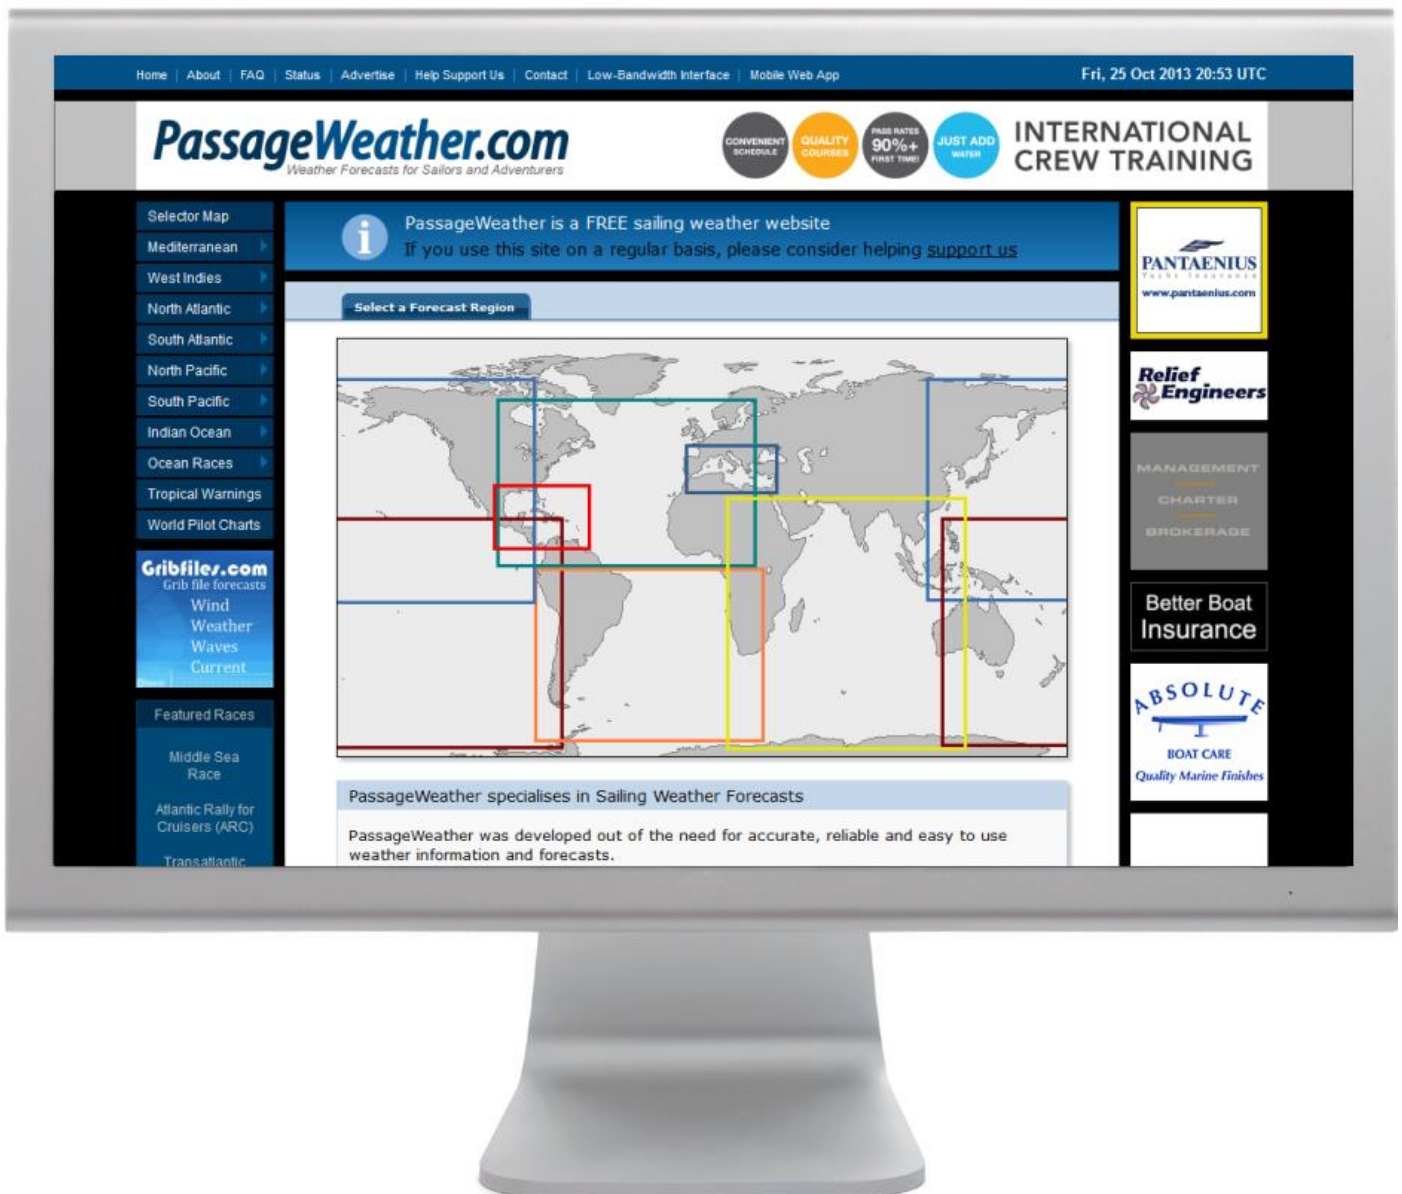 Home | About | FAQ | Status | Advertise | Help Support Us | Contact | Low-Bandwidth Interface | Mobile Web App
Fri, 25 Oct 2013 20:53 UTC
PassageWeather.com
Weather Forecasts for Sailors and Adventurers
CONVENIENT
SCHEDULE
QUALITY
COURSES
PASS RATES
90%+
FIRST TIME!
JUST ADD
WATER
INTERNATIONAL
CREW TRAINING
Selector Map
Mediterranean
West Indies
North Atlantic
South Atlantic
North Pacific
South Pacific
Indian Ocean
Ocean Races
Tropical Warnings
World Pilot Charts
Gribfiles.com
Grib file forecasts
Wind
Weather
Waves
Current
Featured Races
Middle Sea
Race
Atlantic Rally for
Cruisers (ARC)
Transatlantic
i
PassageWeather is a FREE sailing weather website
If you use this site on a regular basis, please consider helping support us
Select a Forecast Region
PassageWeather specialises in Sailing Weather Forecasts
PassageWeather was developed out of the need for accurate, reliable and easy to use
weather information and forecasts.
PANTAENIUS
Yacht Insurance
www.pantaenius.com
Relief
Engineers
MANAGEMENT
CHARTER
BROKERAGE
Better Boat
Insurance
ABSOLUTE
BOAT CARE
Quality Marine Finishes